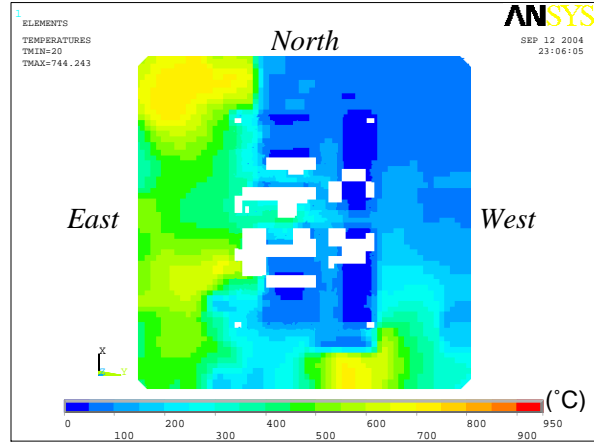 1
ELEMENTS
TEMPERATURES
TMIN=20
TMAX=744.243
ANSYS
SEP 12 2004
23:06:05
North
East
West
X
Z Y
(°C)
0 200 400 600 800 950
100 300 500 700 900